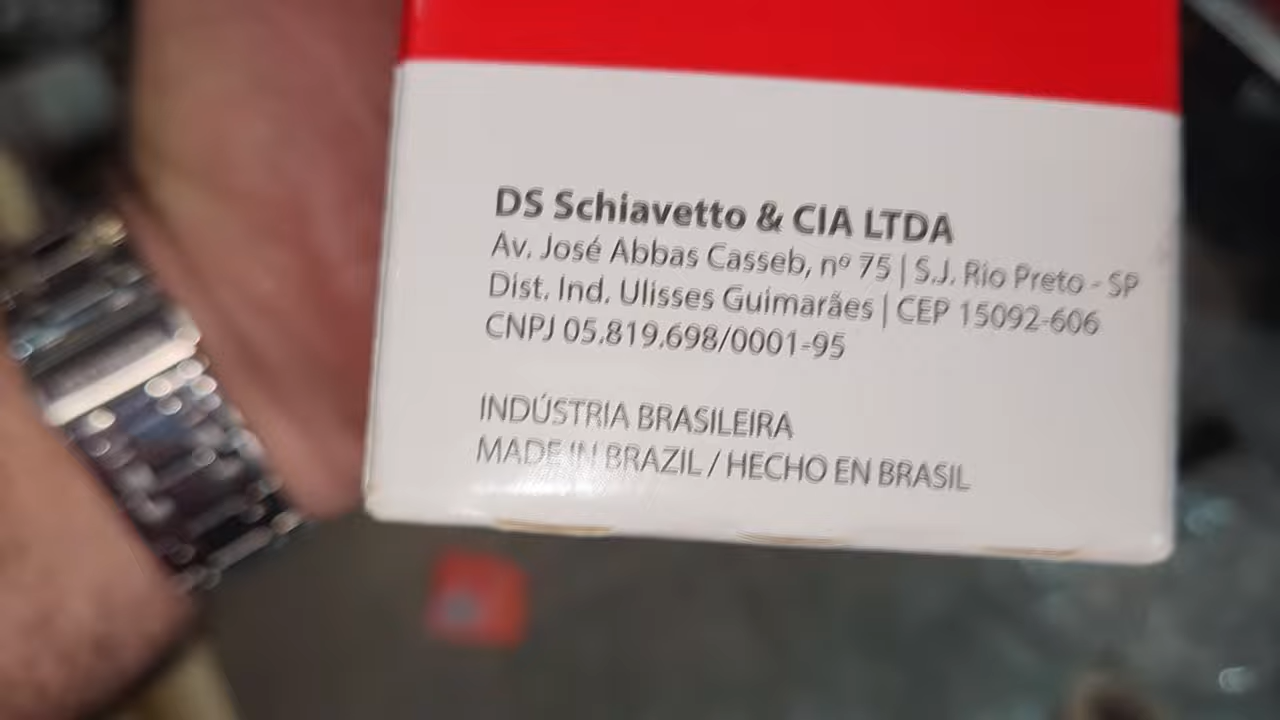 DS Schiavetto & CIA LTDA
Av. José Abbas Casseb, nº 75 | S.J. Rio Preto - SP
Dist. Ind. Ulisses Guimarães | CEP 15092-606
CNPJ 05.819.698/0001-95
INDÚSTRIA BRASILEIRA
MADE IN BRAZIL / HECHO EN BRASIL